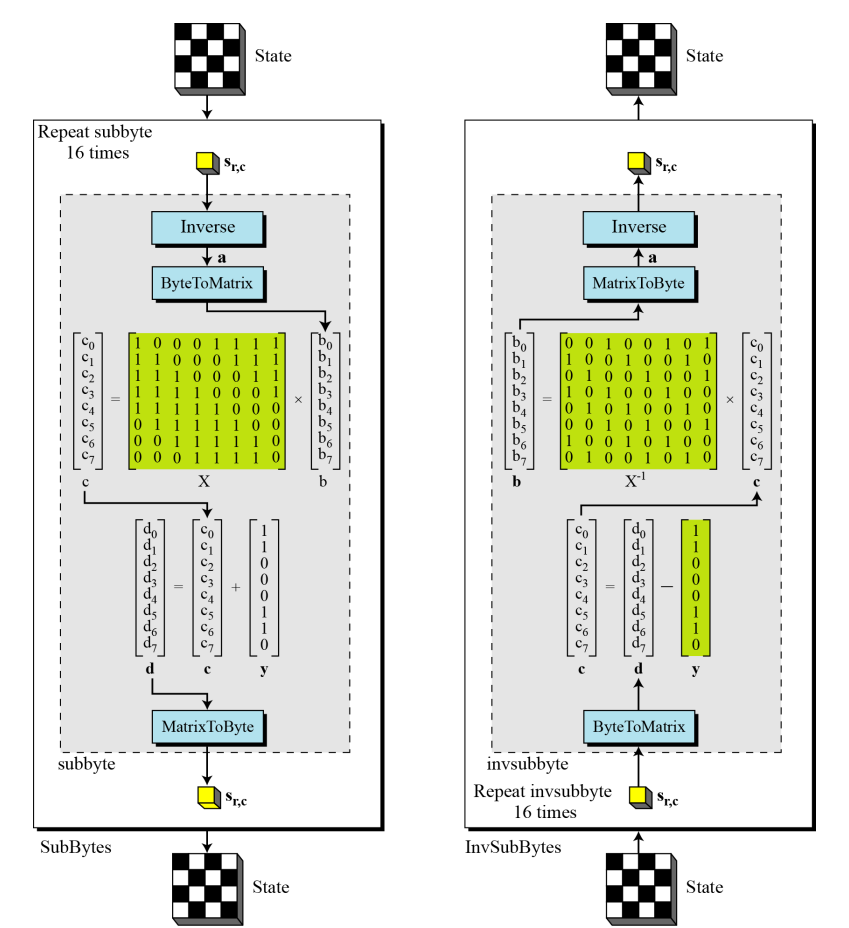 State
Repeat subbyte
16 times
s_r,c
Inverse
a
ByteToMatrix
c₀ 1 0 0 0 1 1 1 1 b₀
c₁ 1 1 0 0 0 1 1 1 b₁
c₂ 1 1 1 0 0 0 1 1 b₂
c₃ 1 1 1 1 0 0 0 1 b₃
c₄ = 1 1 1 1 1 0 0 0 × b₄
c₅ 0 1 1 1 1 1 0 0 b₅
c₆ 0 0 1 1 1 1 1 0 b₆
c₇ 0 0 0 1 1 1 1 0 b₇
c X b
d₀ c₀ 1
d₁ c₁ 1
d₂ c₂ 0
d₃ = c₃ + 0
d₄ c₄ 0
d₅ c₅ 1
d₆ c₆ 1
d₇ c₇ 0
d c y
MatrixToByte
subbyte
s_r,c
SubBytes
State
State
s_r,c
Inverse
a
MatrixToByte
b₀ 0 0 1 0 0 1 0 1 c₀
b₁ 1 0 0 1 0 0 1 0 c₁
b₂ 0 1 0 0 1 0 0 1 c₂
b₃ 1 0 1 0 0 1 0 0 c₃
b₄ = 0 1 0 1 0 0 1 0 × c₄
b₅ 0 0 1 0 1 0 0 1 c₅
b₆ 1 0 0 1 0 1 0 0 c₆
b₇ 0 1 0 0 1 0 1 0 c₇
b X⁻¹ c
c₀ d₀ 1
c₁ d₁ 1
c₂ d₂ 0
c₃ = d₃ − 0
c₄ d₄ 0
c₅ d₅ 1
c₆ d₆ 1
c₇ d₇ 0
c d y
ByteToMatrix
invsubbyte
Repeat invsubbyte
16 times
s_r,c
InvSubBytes
State